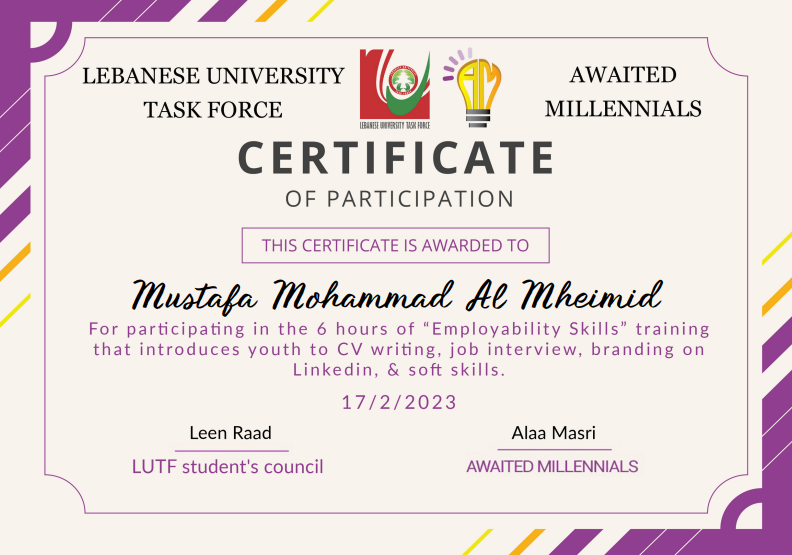 LEBANESE UNIVERSITY
TASK FORCE
LEBANESE UNIVERSITY TASK FORCE
AM
AWAITED
MILLENNIALS
CERTIFICATE
OF PARTICIPATION
THIS CERTIFICATE IS AWARDED TO
Mustafa Mohammad Al Mheimid
For participating in the 6 hours of “Employability Skills” training
that introduces youth to CV writing, job interview, branding on
Linkedin, & soft skills.
17/2/2023
Leen Raad
LUTF student's council
Alaa Masri
AWAITED MILLENNIALS